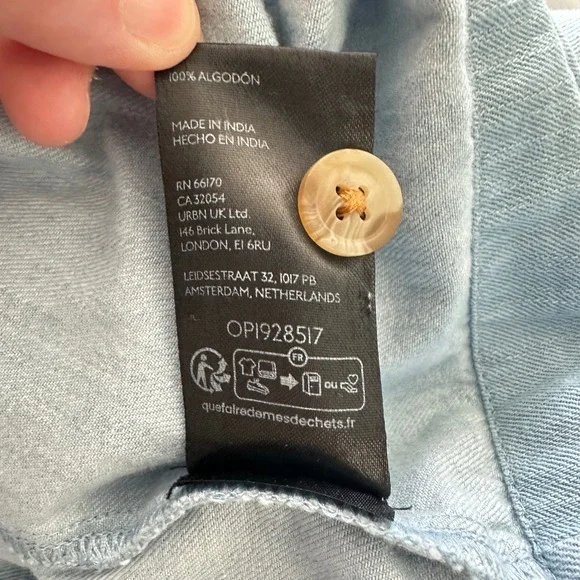 100% ALGODÓN
MADE IN INDIA
HECHO EN INDIA
RN 66170
CA 32054
URBN UK Ltd.
146 Brick Lane,
LONDON, E1 6RU
LEIDSESTRAAT 32, 1017 PB
AMSTERDAM, NETHERLANDS
OP1928517
FR
OU
quefairedemesdechets.fr